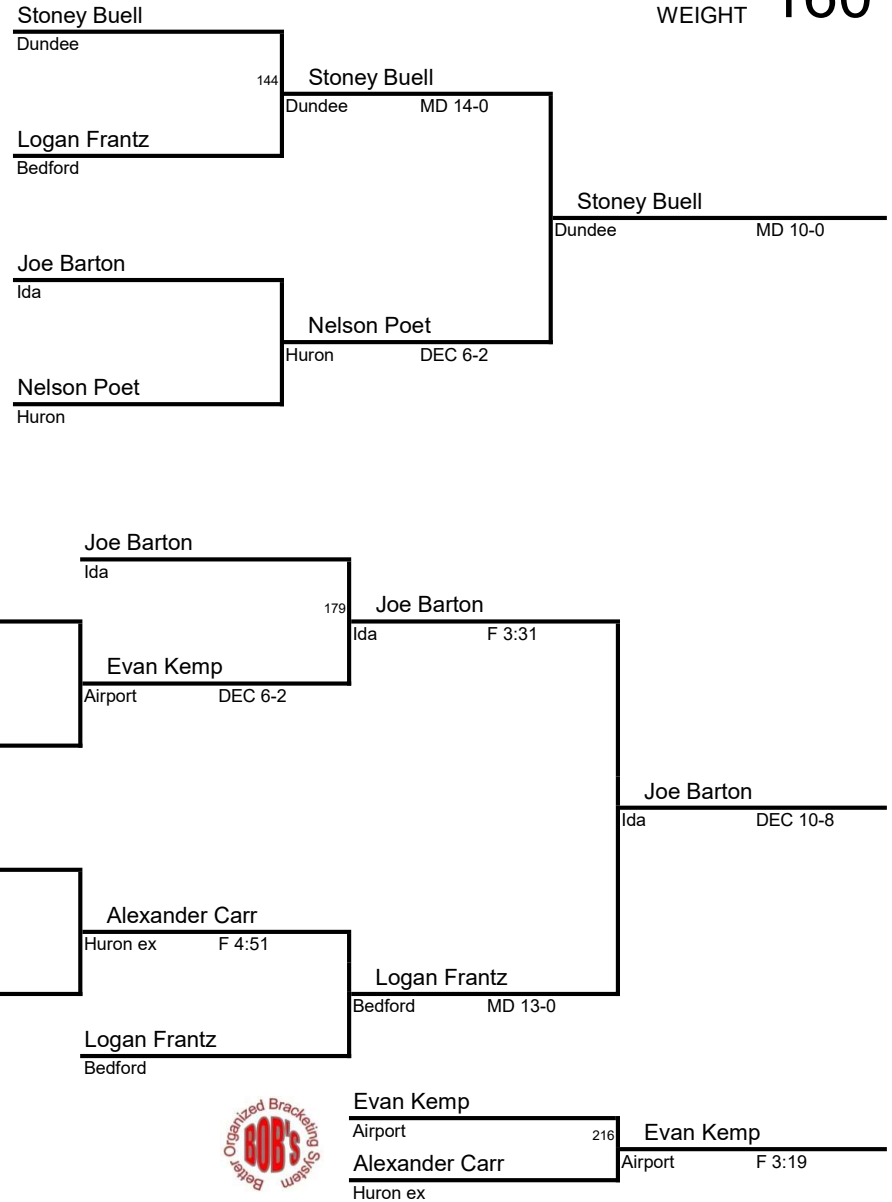 Stoney Buell
WEIGHT 160
Dundee
144 Stoney Buell
Dundee MD 14-0
Logan Frantz
Bedford
Stoney Buell
Dundee MD 10-0
Joe Barton
Ida
Nelson Poet
Huron DEC 6-2
Nelson Poet
Huron
Joe Barton
Ida
179 Joe Barton
Ida F 3:31
Evan Kemp
Airport DEC 6-2
Joe Barton
Ida DEC 10-8
Alexander Carr
Huron ex F 4:51
Logan Frantz
Bedford MD 13-0
Logan Frantz
Bedford
Evan Kemp
Airport
216 Evan Kemp
Airport F 3:19
Alexander Carr
Huron ex
Better Organized Bracketing System
BOB'S